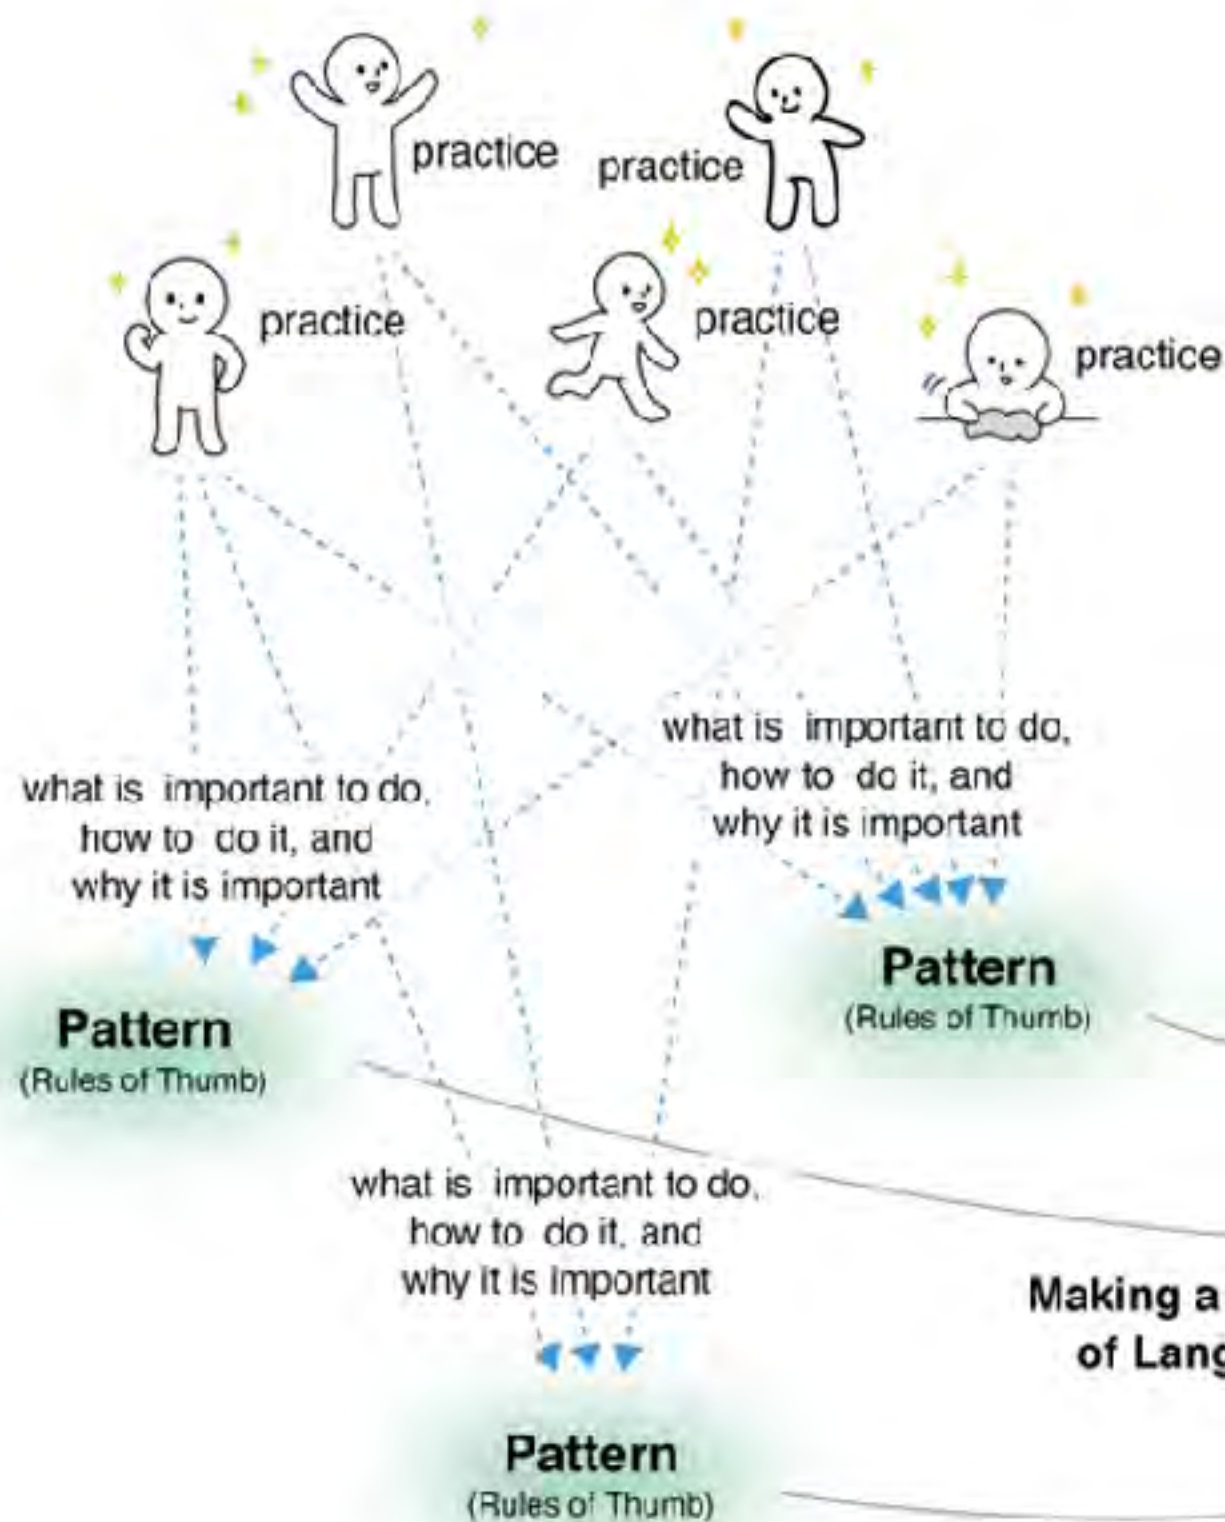 practice
practice
practice
practice
practice
what is important to do,
how to do it, and
why it is important
what is important to do,
how to do it, and
why it is important
Pattern
(Rules of Thumb)
Pattern
(Rules of Thumb)
what is important to do,
how to do it, and
why it is important
Making a
of Lang
Pattern
(Rules of Thumb)